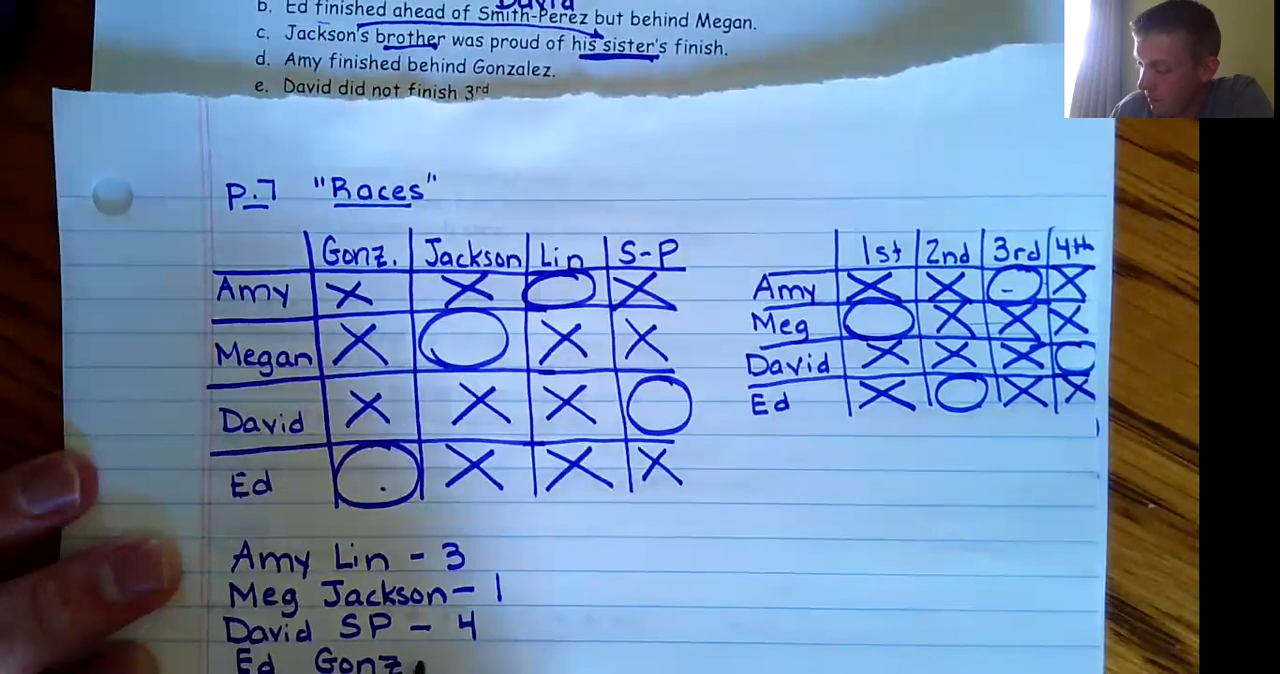 David
b. Ed finished ahead of Smith-Perez but behind Megan.
c. Jackson's brother was proud of his sister's finish.
d. Amy finished behind Gonzalez.
e. David did not finish 3rd
P.7 "Races"
Gonz. Jackson Lin S-P
Amy
Megan
David
Ed
1st 2nd 3rd 4th
Amy
Meg
David
Ed
Amy Lin - 3
Meg Jackson - 1
David SP - 4
Ed Gonz